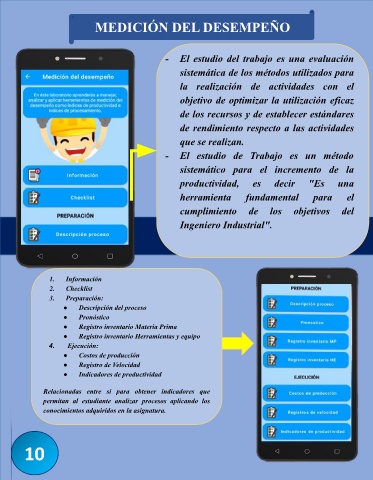 MEDICIÓN DEL DESEMPEÑO
Medición del desempeño
En este laboratorio aprenderás a manejar,
analizar y aplicar herramientas de medición del
desempeño como índices de productividad e
índices de procesamiento.
Información
Checklist
PREPARACIÓN
Descripción proceso
- El estudio del trabajo es una evaluación
sistemática de los métodos utilizados para
la realización de actividades con el
objetivo de optimizar la utilización eficaz
de los recursos y de establecer estándares
de rendimiento respecto a las actividades
que se realizan.
- El estudio de Trabajo es un método
sistemático para el incremento de la
productividad, es decir "Es una
herramienta fundamental para el
cumplimiento de los objetivos del
Ingeniero Industrial".
1. Información
2. Checklist
3. Preparación:
• Descripción del proceso
• Pronóstico
• Registro inventario Materia Prima
• Registro inventario Herramientas y equipo
4. Ejecución:
• Costos de producción
• Registro de Velocidad
• Indicadores de productividad
Relacionadas entre sí para obtener indicadores que
permitan al estudiante analizar procesos aplicando los
conocimientos adquiridos en la asignatura.
PREPARACIÓN
Descripción proceso
Pronostico
Registro inventario MP
Registro inventario HE
EJECUCIÓN
Costos de producción
Registros de velocidad
Indicadores de productividad
10